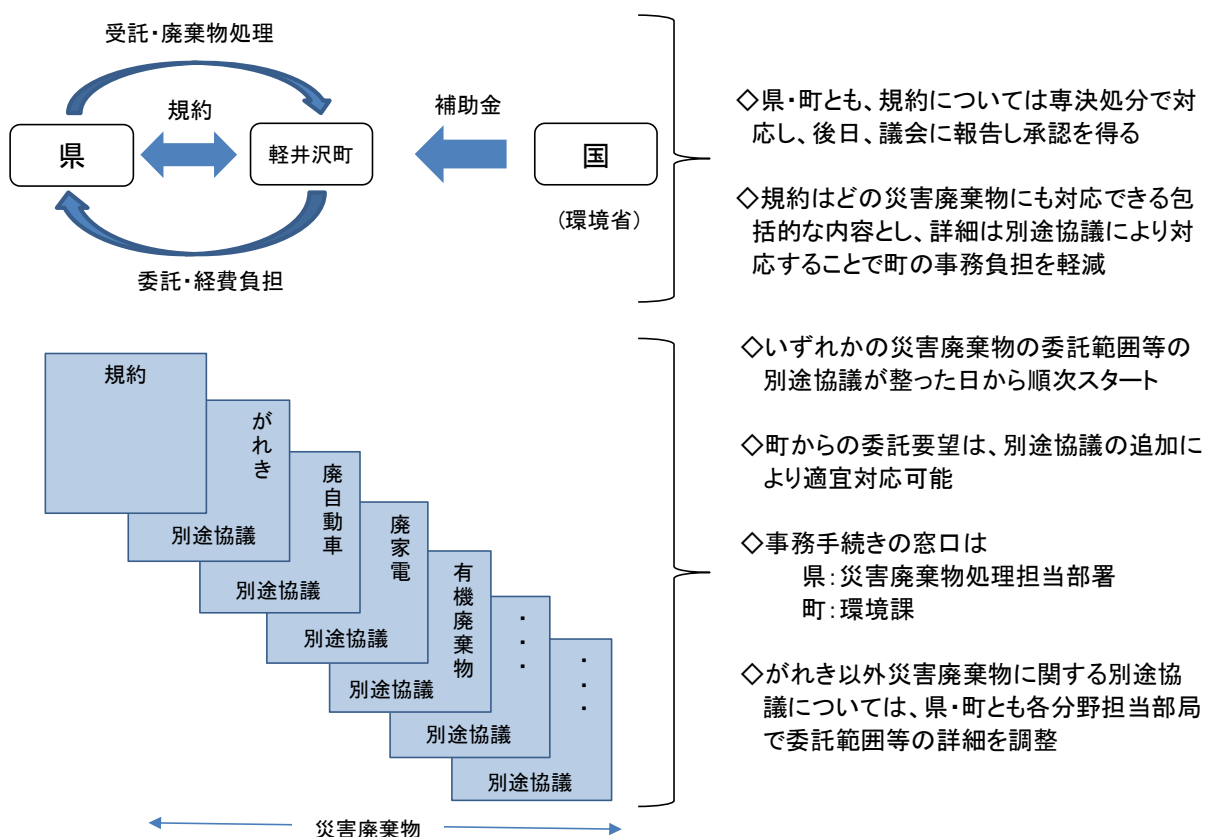 受託・廃棄物処理
規約
補助金
県
軽井沢町
国
(環境省)
委託・経費負担
◇県・町とも、規約については専決処分で対
応し、後日、議会に報告し承認を得る
◇規約はどの災害廃棄物にも対応できる包
括的な内容とし、詳細は別途協議により対
応することで町の事務負担を軽減
規約
がれき
別途協議
廃自動車
別途協議
廃家電
別途協議
有機廃棄物
別途協議
・・・
別途協議
・・・
別途協議
災害廃棄物
◇いずれかの災害廃棄物の委託範囲等の
別途協議が整った日から順次スタート
◇町からの委託要望は、別途協議の追加に
より適宜対応可能
◇事務手続きの窓口は
県:災害廃棄物処理担当部署
町:環境課
◇がれき以外災害廃棄物に関する別途協
議については、県・町とも各分野担当部局
で委託範囲等の詳細を調整